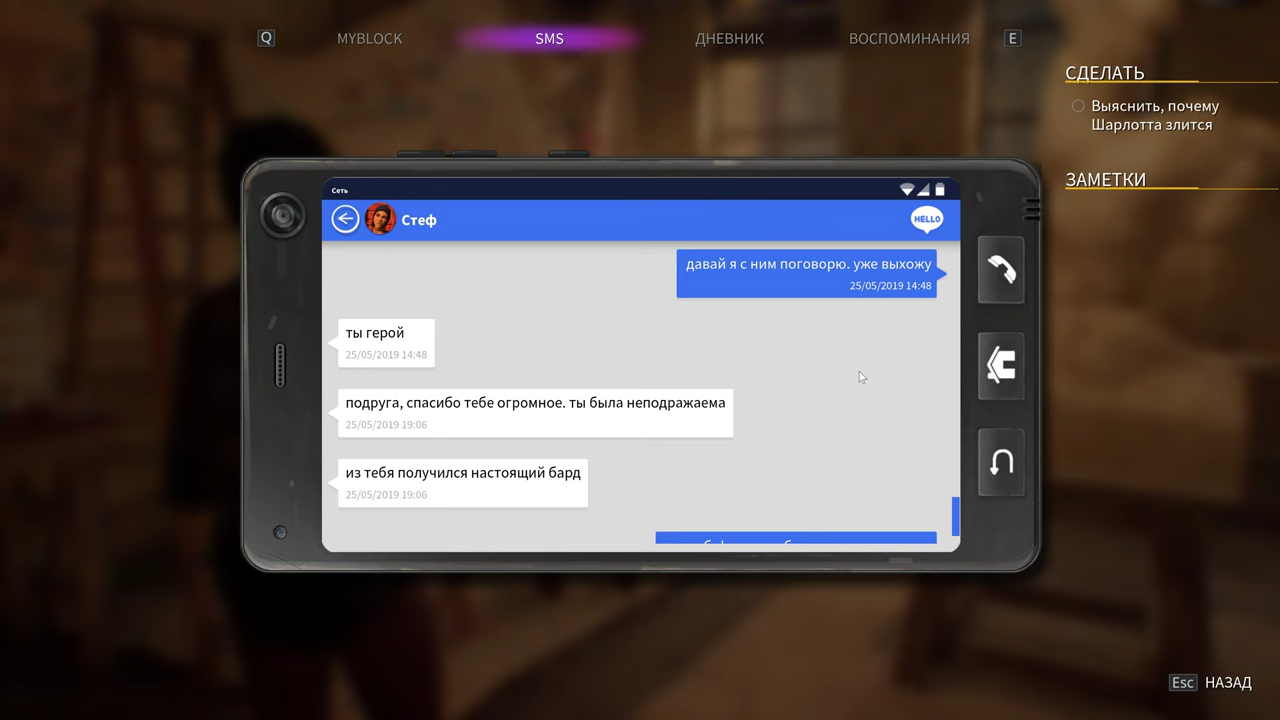 Q
MYBLOCK
SMS
ДНЕВНИК
ВОСПОМИНАНИЯ
E
СДЕЛАТЬ
Выяснить, почему
Шарлотта злится
ЗАМЕТКИ
Сеть
Стеф
HELLO
давай я с ним поговорю. уже выхожу
25/05/2019 14:48
ты герой
25/05/2019 14:48
подруга, спасибо тебе огромное. ты была неподражаема
25/05/2019 19:06
из тебя получился настоящий бард
25/05/2019 19:06
Esc НАЗАД